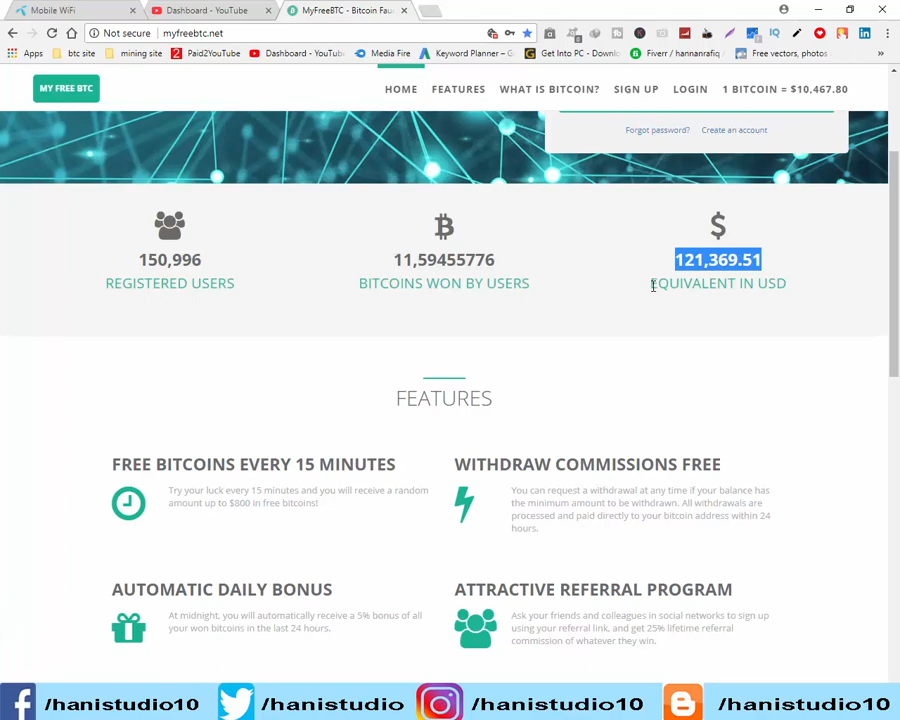 Mobile WiFi
Dashboard - YouTube
MyFreeBTC - Bitcoin Fau
Not secure | myfreebtc.net
Apps
btc site
mining site
Paid2YouTube
Dashboard - YouTub
Media Fire
Keyword Planner – G
Get Into PC - Downlo
Fiverr / hannanrafiq /
Free vectors, photos
»
MY FREE BTC
HOME
FEATURES
WHAT IS BITCOIN?
SIGN UP
LOGIN
1 BITCOIN = $10,467.80
Forgot password?
Create an account
150,996
REGISTERED USERS
11,59455776
BITCOINS WON BY USERS
121,369.51
EQUIVALENT IN USD
FEATURES
FREE BITCOINS EVERY 15 MINUTES
Try your luck every 15 minutes and you will receive a random
amount up to $800 in free bitcoins!
WITHDRAW COMMISSIONS FREE
You can request a withdrawal at any time if your balance has
the minimum amount to be withdrawn. All withdrawals are
processed and paid directly to your bitcoin address within 24
hours.
AUTOMATIC DAILY BONUS
At midnight, you will automatically receive a 5% bonus of all
your won bitcoins in the last 24 hours.
ATTRACTIVE REFERRAL PROGRAM
Ask your friends and colleagues in social networks to sign up
using your referral link, and get 25% lifetime referral
commission of whatever they win.
/hanistudio10
/hanistudio
/hanistudio10
/hanistudio10